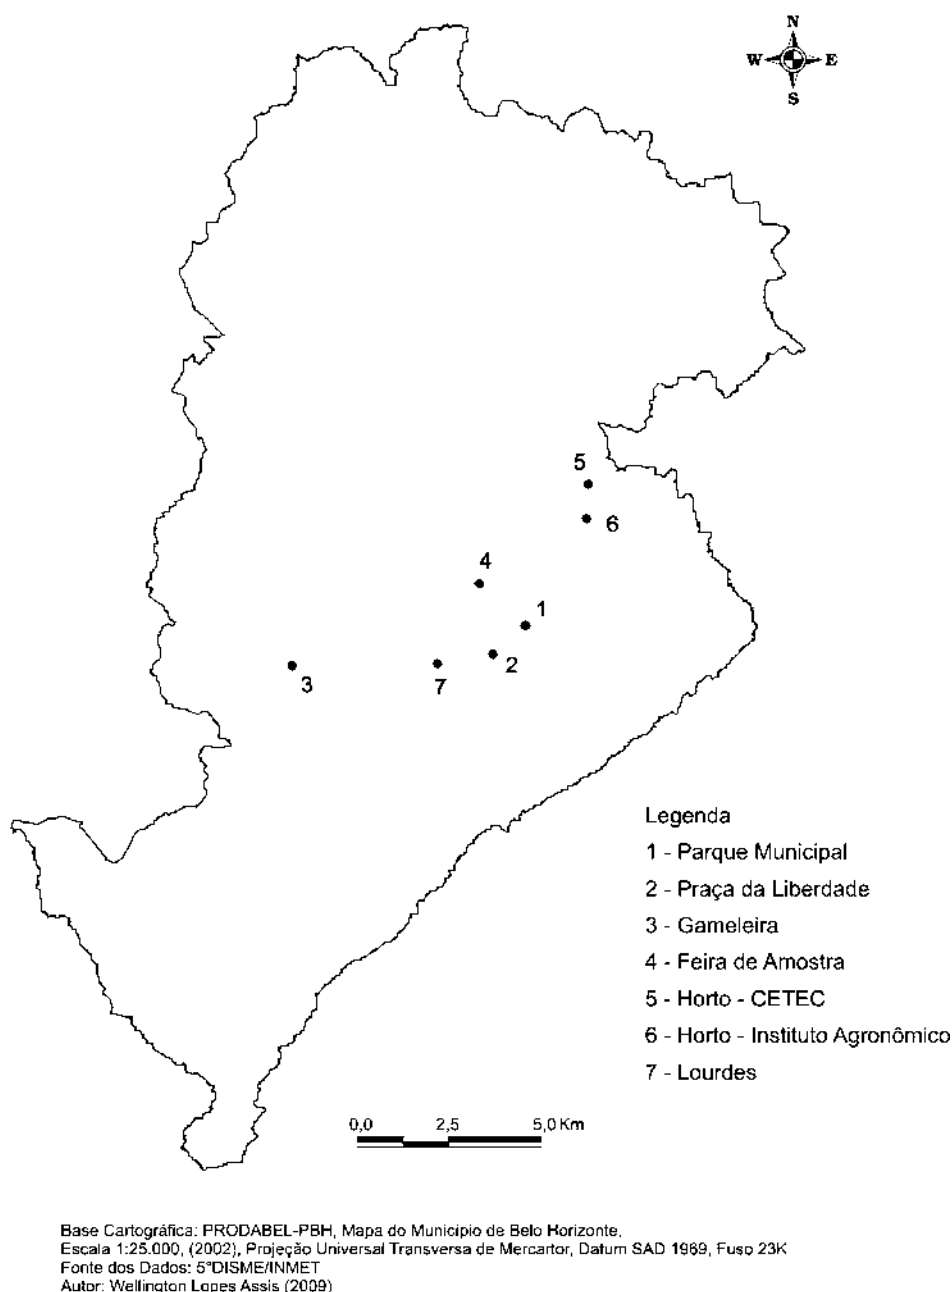 N
W E
S
5
6
4
1
2
3
7
Legenda
1 - Parque Municipal
2 - Praça da Liberdade
3 - Gameleira
4 - Feira de Amostra
5 - Horto - CETEC
6 - Horto - Instituto Agronômico
7 - Lourdes
0,0 2,5 5,0 Km
Base Cartográfica: PRODABEL-PBH, Mapa do Município de Belo Horizonte,
Escala 1:25.000, (2002), Projeção Universal Transversa de Mercartor, Datum SAD 1969, Fuso 23K
Fonte dos Dados: 5°DISME/INMET
Autor: Wellington Lopes Assis (2009)